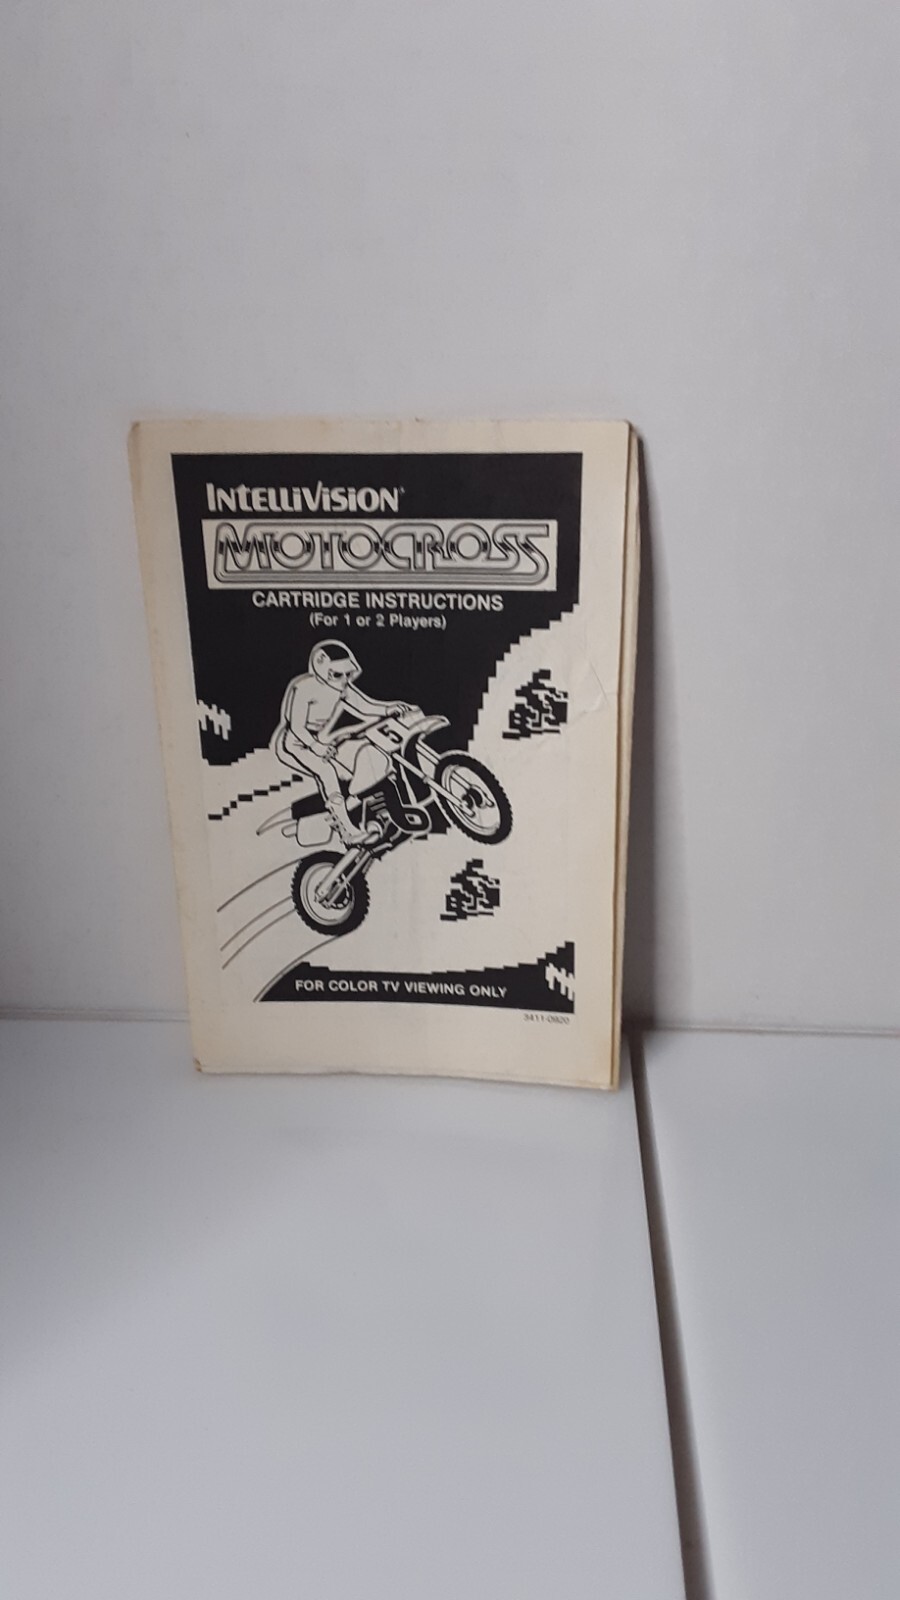 INTELLIVISION
MOTOCROSS
CARTRIDGE INSTRUCTIONS
(For 1 or 2 Players)
5
FOR COLOR TV VIEWING ONLY
3411-0920